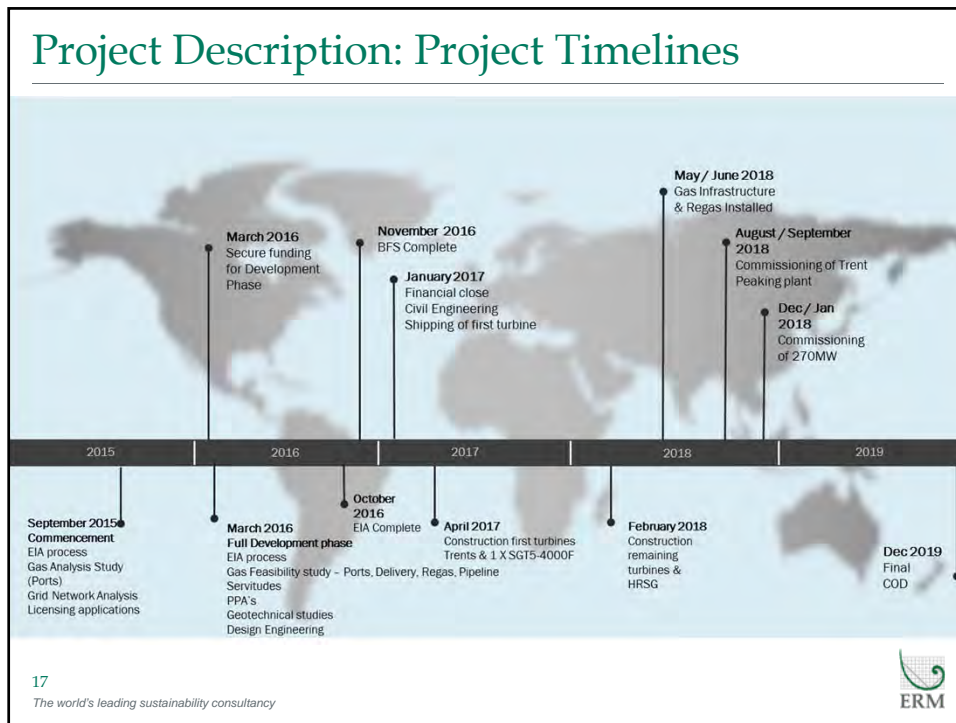 Project Description: Project Timelines
March 2016
Secure funding
for Development
Phase
November 2016
BFS Complete
January 2017
Financial close
Civil Engineering
Shipping of first turbine
May / June 2018
Gas Infrastructure
& Regas Installed
August / September
2018
Commissioning of Trent
Peaking plant
Dec / Jan
2018
Commissioning
of 270MW
2015
2016
2017
2018
2019
September 2015
Commencement
EIA process
Gas Analysis Study
(Ports)
Grid Network Analysis
Licensing applications
March 2016
Full Development phase
EIA process
Gas Feasibility study – Ports, Delivery, Regas, Pipeline
Servitudes
PPA's
Geotechnical studies
Design Engineering
October
2016
EIA Complete
April 2017
Construction first turbines
Trents & 1 X SGT5-4000F
February 2018
Construction
remaining
turbines &
HRSG
Dec 2019
Final
COD
17
The world's leading sustainability consultancy
ERM